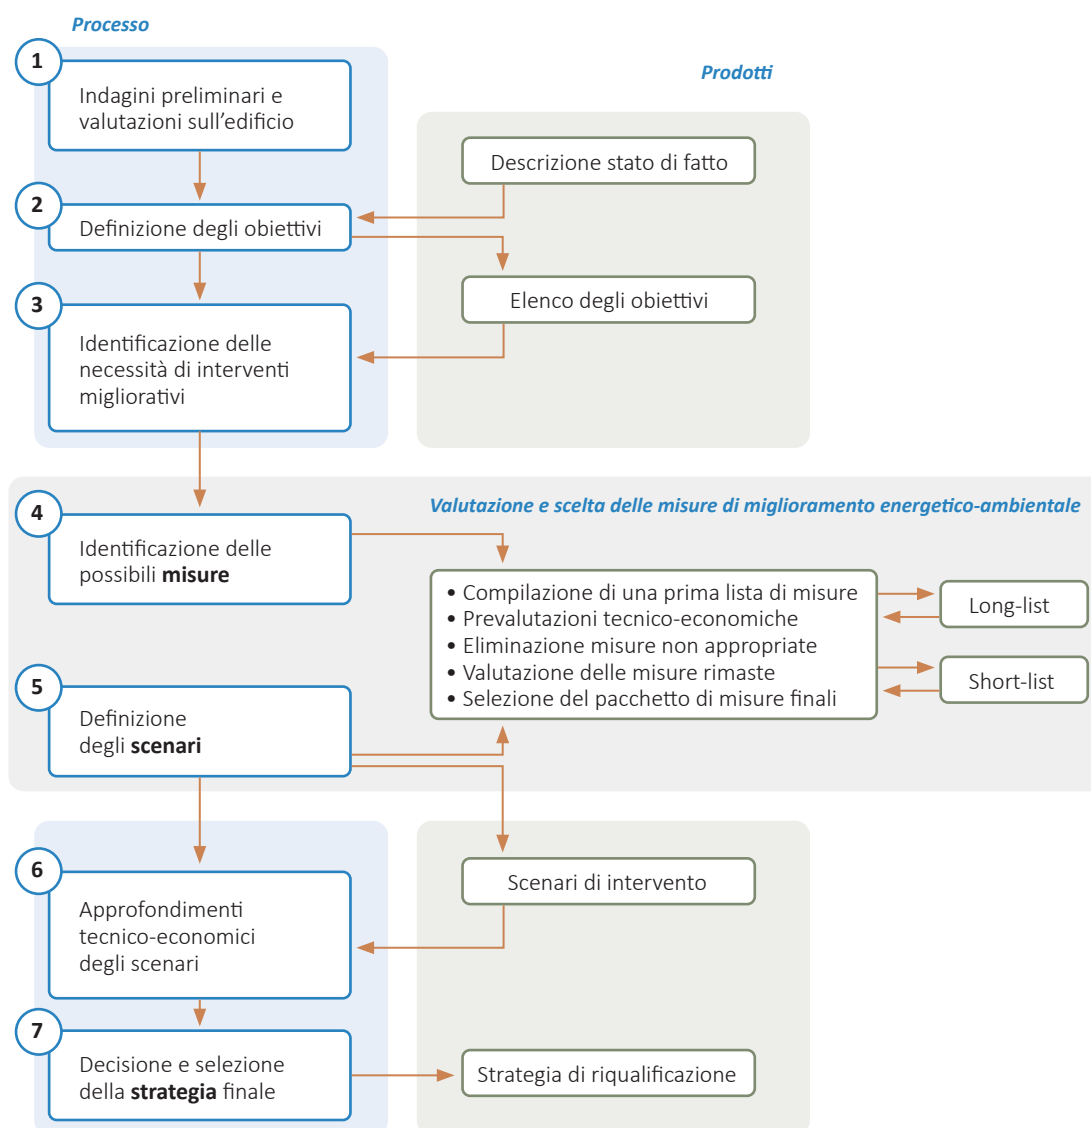 Processo
Prodotti
1
Indagini preliminari e
valutazioni sull’edificio
Descrizione stato di fatto
2
Definizione degli obiettivi
Elenco degli obiettivi
3
Identificazione delle
necessità di interventi
migliorativi
Valutazione e scelta delle misure di miglioramento energetico-ambientale
4
Identificazione delle
possibili misure
• Compilazione di una prima lista di misure
• Prevalutazioni tecnico-economiche
• Eliminazione misure non appropriate
• Valutazione delle misure rimaste
• Selezione del pacchetto di misure finali
Long-list
Short-list
5
Definizione
degli scenari
6
Approfondimenti
tecnico-economici
degli scenari
Scenari di intervento
7
Decisione e selezione
della strategia finale
Strategia di riqualificazione